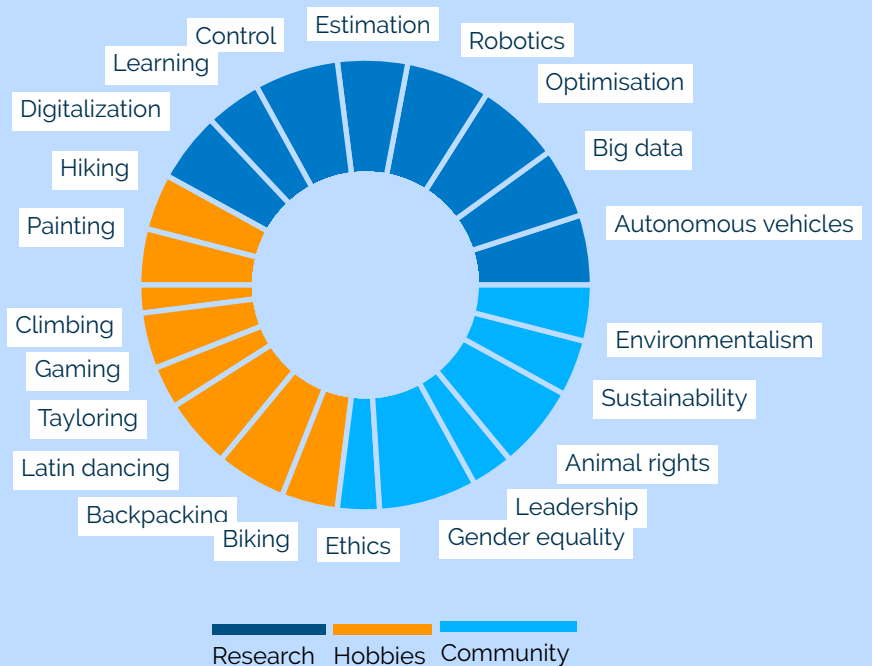 Estimation
Control
Robotics
Learning
Optimisation
Digitalization
Big data
Hiking
Painting
Autonomous vehicles
Climbing
Environmentalism
Gaming
Sustainability
Tayloring
Latin dancing
Animal rights
Backpacking
Leadership
Biking
Ethics
Gender equality
Research
Hobbies
Community